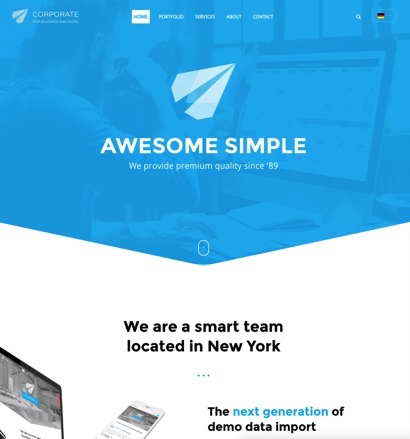 CORPORATE
FOR BUSINESS AND MORE
HOME
PORTFOLIO
SERVICES
ABOUT
CONTACT
AWESOME SIMPLE
We provide premium quality since '89
We are a smart team
located in New York
The next generation of
demo data import